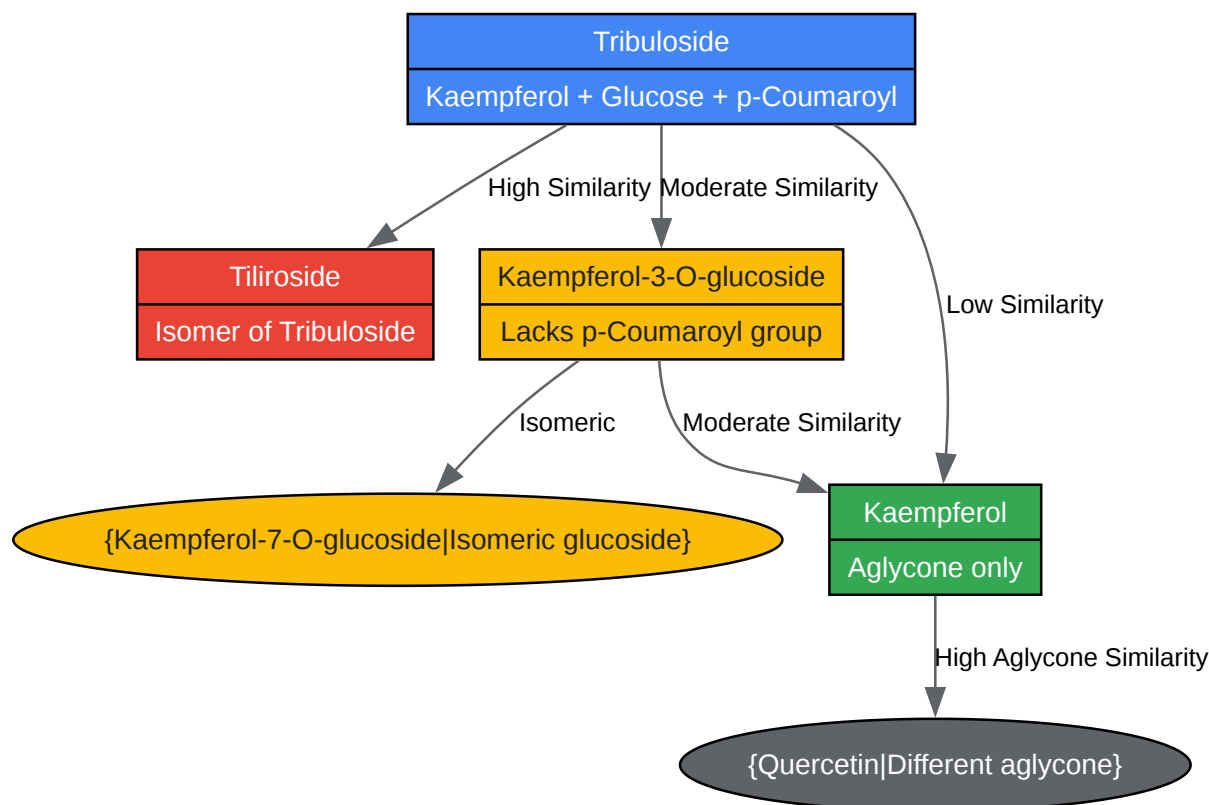 Tribuloside
Kaempferol + Glucose + p-Coumaroyl
High Similarity
Moderate Similarity
Tiliroside
Isomer of Tribuloside
Kaempferol-3-O-glucoside
Lacks p-Coumaroyl group
Low Similarity
Isomeric
Moderate Similarity
{Kaempferol-7-O-glucoside|Isomeric glucoside}
Kaempferol
Aglycone only
High Aglycone Similarity
{Quercetin|Different aglycone}